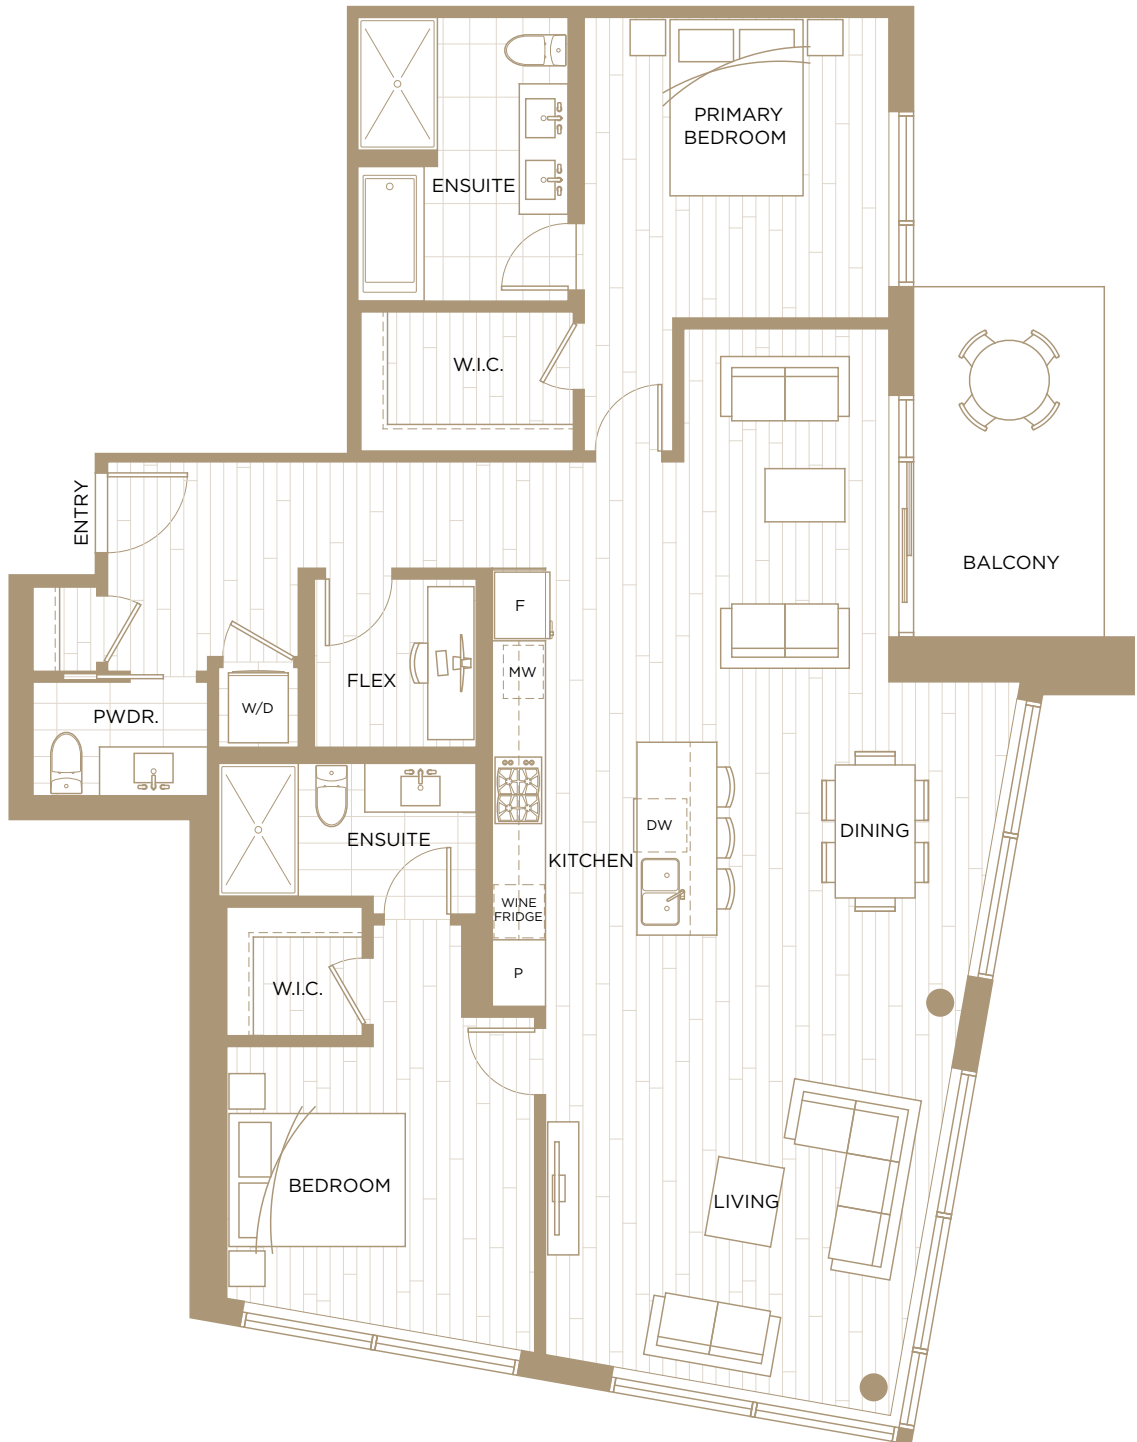 PRIMARY
BEDROOM
ENSUITE
W.I.C.
ENTRY
BALCONY
F
MW
FLEX
W/D
PWDR.
DW
DINING
ENSUITE
KITCHEN
WINE
FRIDGE
P
W.I.C.
BEDROOM
LIVING